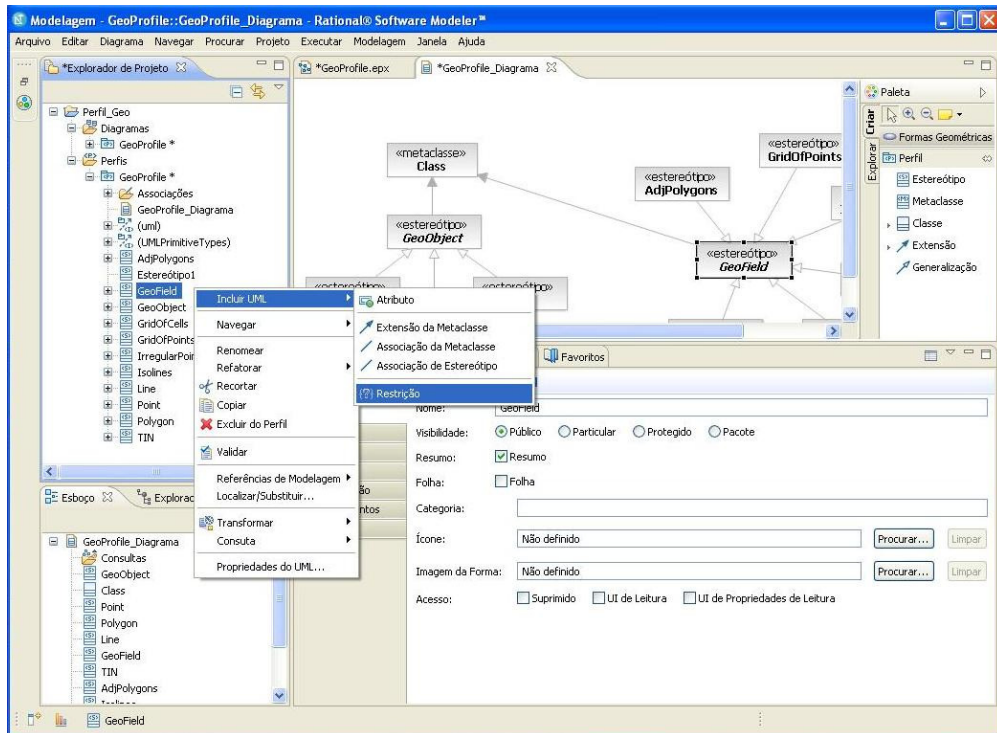 Modelagem - GeoProfile::GeoProfile_Diagrama - Rational® Software Modeler™
Arquivo Editar Diagrama Navegar Procurar Projeto Executar Modelagem Janela Ajuda
*Explorador de Projeto
Perfil_Geo
Diagramas
GeoProfile *
Perfis
GeoProfile *
Associações
GeoProfile_Diagrama
(uml)
(UMLPrimitiveTypes)
AdjPolygons
Estereótipo1
GeoField
GeoObject
GridOfCells
GridOfPoints
IrregularPoi
Isolines
Line
Point
Polygon
TIN
Incluir UML
Navegar
Renomear
Refatorar
Recortar
Copiar
Excluir do Perfil
Validar
Referências de Modelagem
Localizar/Substituir...
Transformar
Consuta
Propriedades do UML...
Atributo
Extensão da Metaclasse
Associação da Metaclasse
Associação de Estereótipo
{?} Restrição
*GeoProfile.epx
*GeoProfile_Diagrama
«metaclasse»
Class
«estereótipo»
GeoObject
«estereótipo»
AdjPolygons
«estereótipo»
GridOfPoints
«estereótipo»
GeoField
Paleta
Criar
Explorar
Formas Geométricas
Perfil
Estereótipo
Metaclasse
Classe
Extensão
Generalização
Favoritos
Nome: GeoField
Visibilidade: Público Particular Protegido Pacote
Resumo: Resumo
Folha: Folha
Categoria:
Ícone: Não definido Procurar... Limpar
Imagem da Forma: Não definido Procurar... Limpar
Acesso: Suprimido UI de Leitura UI de Propriedades de Leitura
ão
ntos
Esboço
Explorac
GeoProfile_Diagrama
Consultas
GeoObject
Class
Point
Polygon
Line
GeoField
TIN
AdjPolygons
GeoField